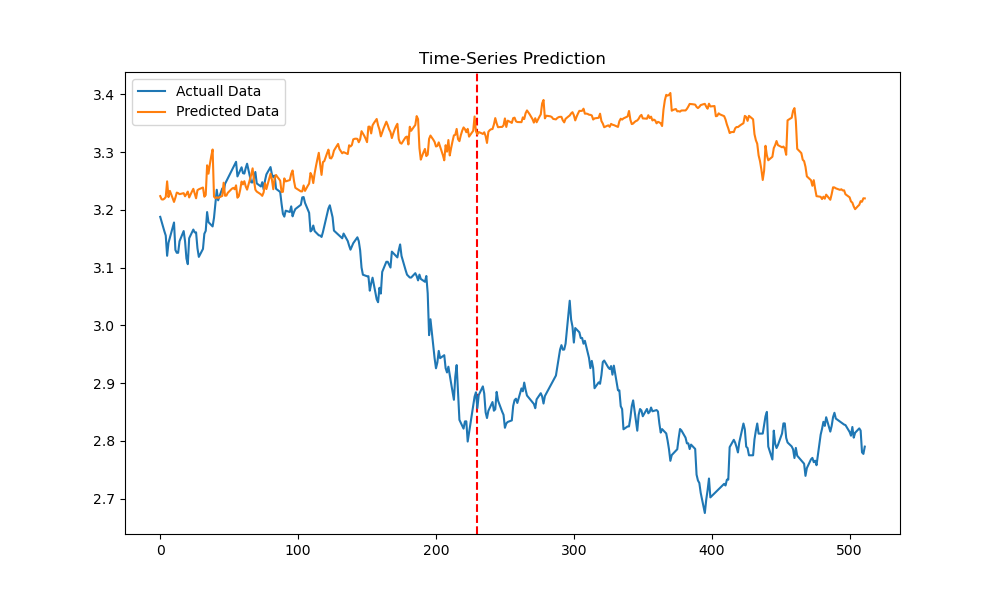 Time-Series Prediction
Actuall Data
Predicted Data
3.4
3.3
3.2
3.1
3.0
2.9
2.8
2.7
0 100 200 300 400 500